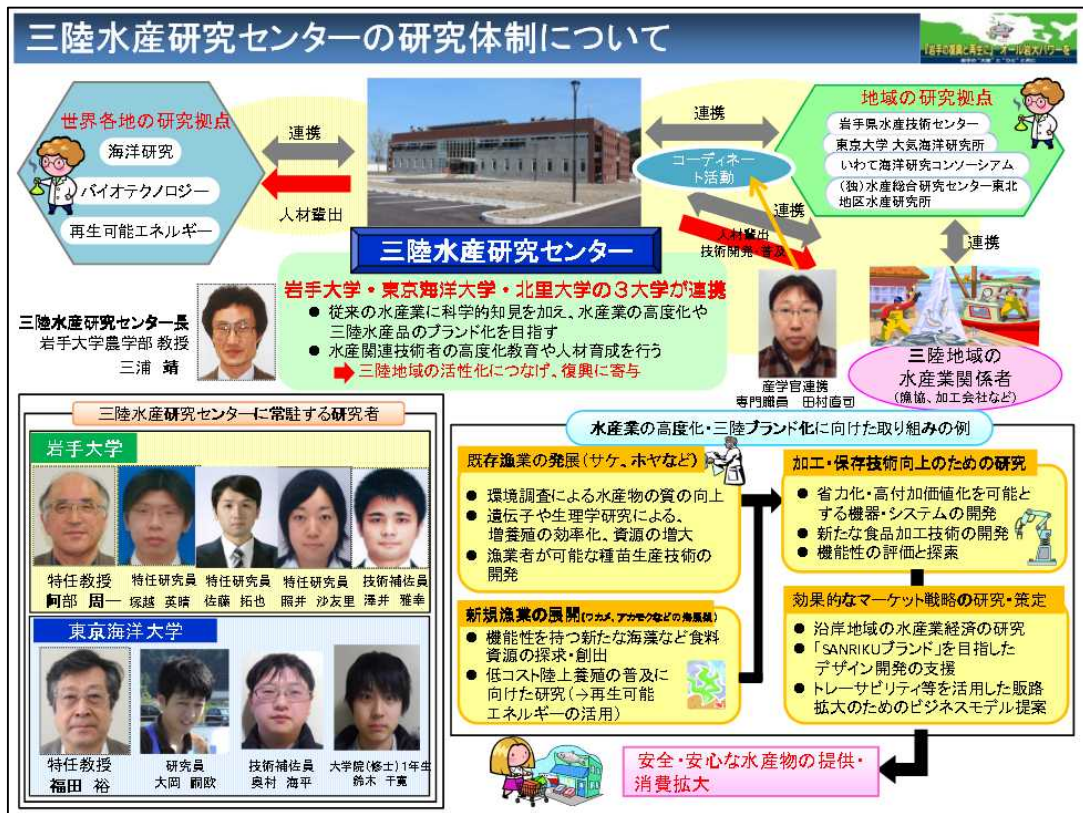 三陸水産研究センターの研究体制について
『岩手の復興と再生に』オール岩大パワーを
世界各地の研究拠点
海洋研究
バイオテクノロジー
再生可能エネルギー
連携
人材輩出
連携
コーディネー
ト活動
地域の研究拠点
岩手県水産技術センター
東京大学 大気海洋研究所
いわて海洋研究コンソーシアム
(独)水産総合研究センター東北
地区水産研究所
連携
人材輩出
技術開発/普及
連携
三陸水産研究センター
岩手大学・東京海洋大学・北里大学の3大学が連携
● 従来の水産業に科学的知見を加え、水産業の高度化や
三陸水産品のブランド化を目指す
● 水産関連技術者の高度化教育や人材育成を行う
三陸地域の活性化につなげ、復興に寄与
三陸水産研究センター長
岩手大学農学部 教授
三浦 靖
産学官連携
専門職員 田村直司
三陸地域の
水産業関係者
(漁協、加工会社など)
三陸水産研究センターに常駐する研究者
岩手大学
特任教授
阿部 周一
特任研究員
塚越 英晴
特任研究員
佐藤 拓也
特任研究員
照井 沙友里
技術補佐員
澤井 雅幸
東京海洋大学
特任教授
福田 裕
研究員
大岡 嗣欧
技術補佐員
奥村 海平
大学院(修士)1年生
鈴木 干寛
水産業の高度化・三陸ブランド化に向けた取り組みの例
既存漁業の発展(サケ、ホヤなど)
● 環境調査による水産物の質の向上
● 遺伝子や生理学研究による、
増養殖の効率化、資源の増大
● 漁業者が可能な種苗生産技術の
開発
新規漁業の展開(ワカメ、アカモクなどの海藻類)
● 機能性を持つ新たな海藻など食料
資源の探求・創出
● 低コスト陸上養殖の普及に
向けた研究(→再生可能
エネルギーの活用)
加工・保存技術向上のための研究
● 省力化・高付加価値化を可能と
する機器・システムの開発
● 新たな食品加工技術の開発
● 機能性の評価と探索
効果的なマーケット戦略の研究・策定
● 沿岸地域の水産業経済の研究
● 「SANRIKUブランド」を目指した
デザイン開発の支援
● トレーサビリティ等を活用した販路
拡大のためのビジネスモデル提案
安全・安心な水産物の提供・
消費拡大